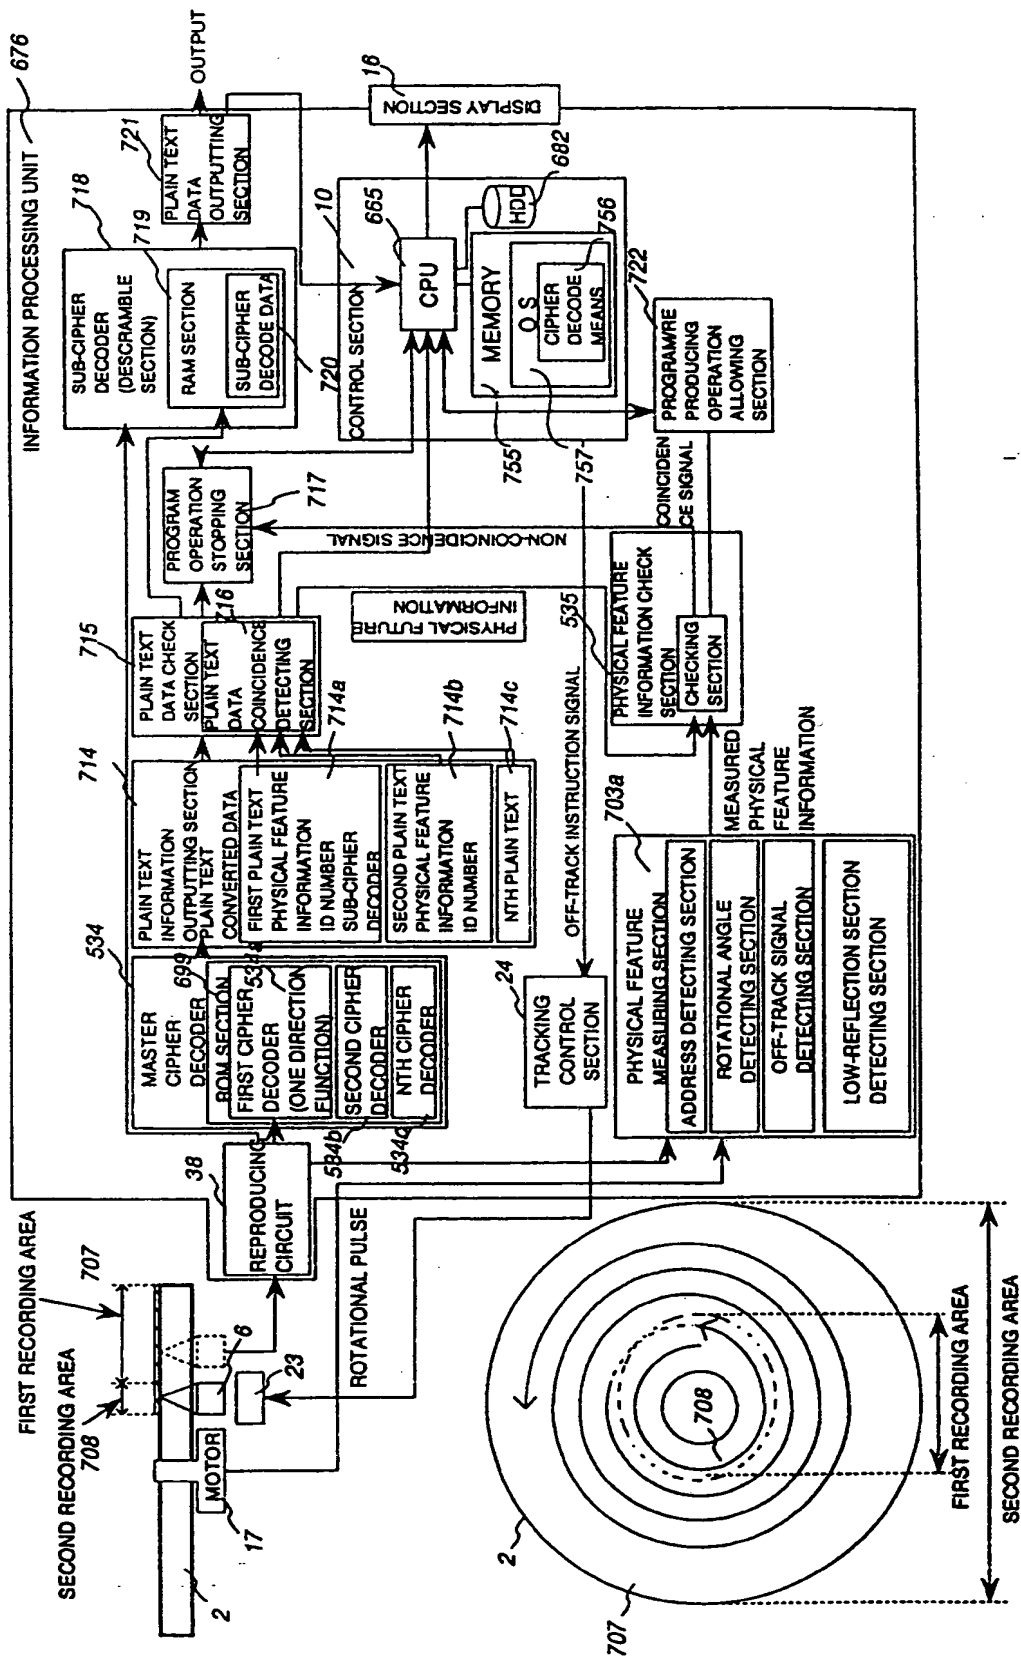 INFORMATION PROCESSING UNIT
676
FIRST RECORDING AREA
707
SECOND RECORDING AREA
708
6
23
MOTOR
17
2
ROTATIONAL PULSE
38
REPRODUCING
CIRCUIT
534
MASTER
CIPHER
DECODER
699
ROM SECTION
534a
FIRST CIPHER
DECODER
(ONE DIRECTION
FUNCTION)
SECOND CIPHER
DECODER
534b
NTH CIPHER
DECODER
534c
714
PLAIN TEXT
INFORMATION
OUTPUTTING SECTION
PLAIN TEXT
CONVERTED DATA
FIRST PLAIN TEXT
PHYSICAL FEATURE
INFORMATION
ID NUMBER
SUB-CIPHER
DECODER
714a
SECOND PLAIN TEXT
PHYSICAL FEATURE
INFORMATION
ID NUMBER
714b
NTH PLAIN TEXT
714c
715
PLAIN TEXT
DATA CHECK
SECTION
716
PLAIN TEXT
DATA
COINCIDENCE
DETECTING
SECTION
PROGRAM
OPERATION
STOPPING
SECTION
717
718
SUB-CIPHER
DECODER
(DESCRAMBLE
SECTION)
719
RAM SECTION
SUB-CIPHER
DECODE DATA
720
721
PLAIN TEXT
DATA
OUTPUTTING
SECTION
OUTPUT
PHYSICAL FUTURE
INFORMATION
NON-COINCIDENCE SIGNAL
CONTROL SECTION
10
665
CPU
HDD
682
MEMORY
755
O S
757
CIPHER
DECODE
MEANS
756
DISPLAY SECTION
16
OFF-TRACK INSTRUCTION SIGNAL
24
TRACKING
CONTROL
SECTION
535
PHYSICAL FEATURE
INFORMATION CHECK
SECTION
CHECKING
SECTION
COINCIDEN
CE SIGNAL
722
PROGRAMRE
PRODUCING
OPERATION
ALLOWING
SECTION
703a
PHYSICAL FEATURE
MEASURING SECTION
ADDRESS DETECTING SECTION
ROTATIONAL ANGLE
DETECTING SECTION
OFF-TRACK SIGNAL
DETECTING SECTION
LOW-REFLECTION SECTION
DETECTING SECTION
MEASURED
PHYSICAL
FEATURE
INFORMATION
2
707
708
FIRST RECORDING AREA
SECOND RECORDING AREA